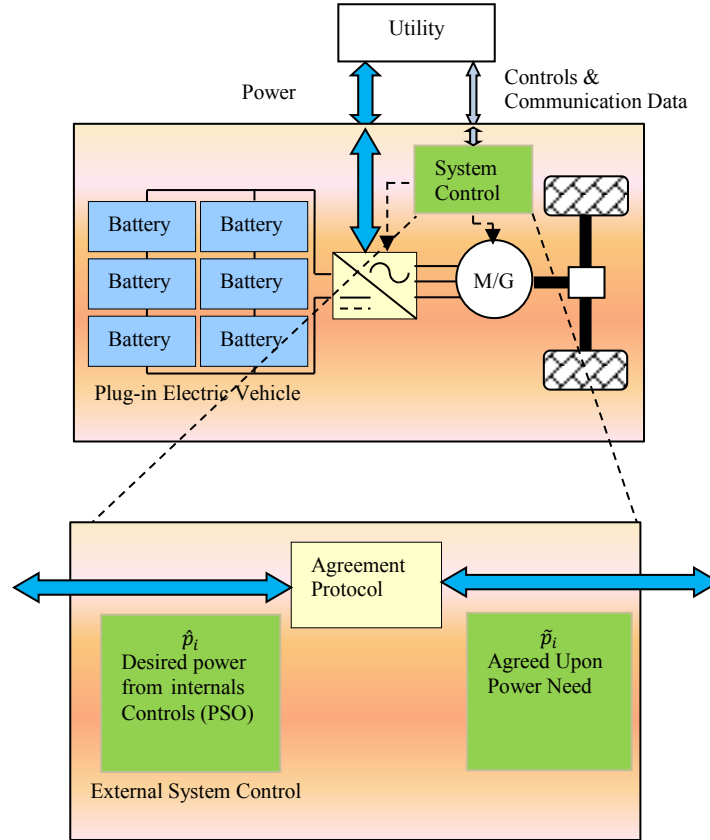 Utility
Power
Controls &
Communication Data
System
Control
Battery
Battery
Battery
Battery
M/G
Battery
Battery
Plug-in Electric Vehicle
Agreement
Protocol
p̂ᵢ
Desired power
from internals
Controls (PSO)
p̃ᵢ
Agreed Upon
Power Need
External System Control